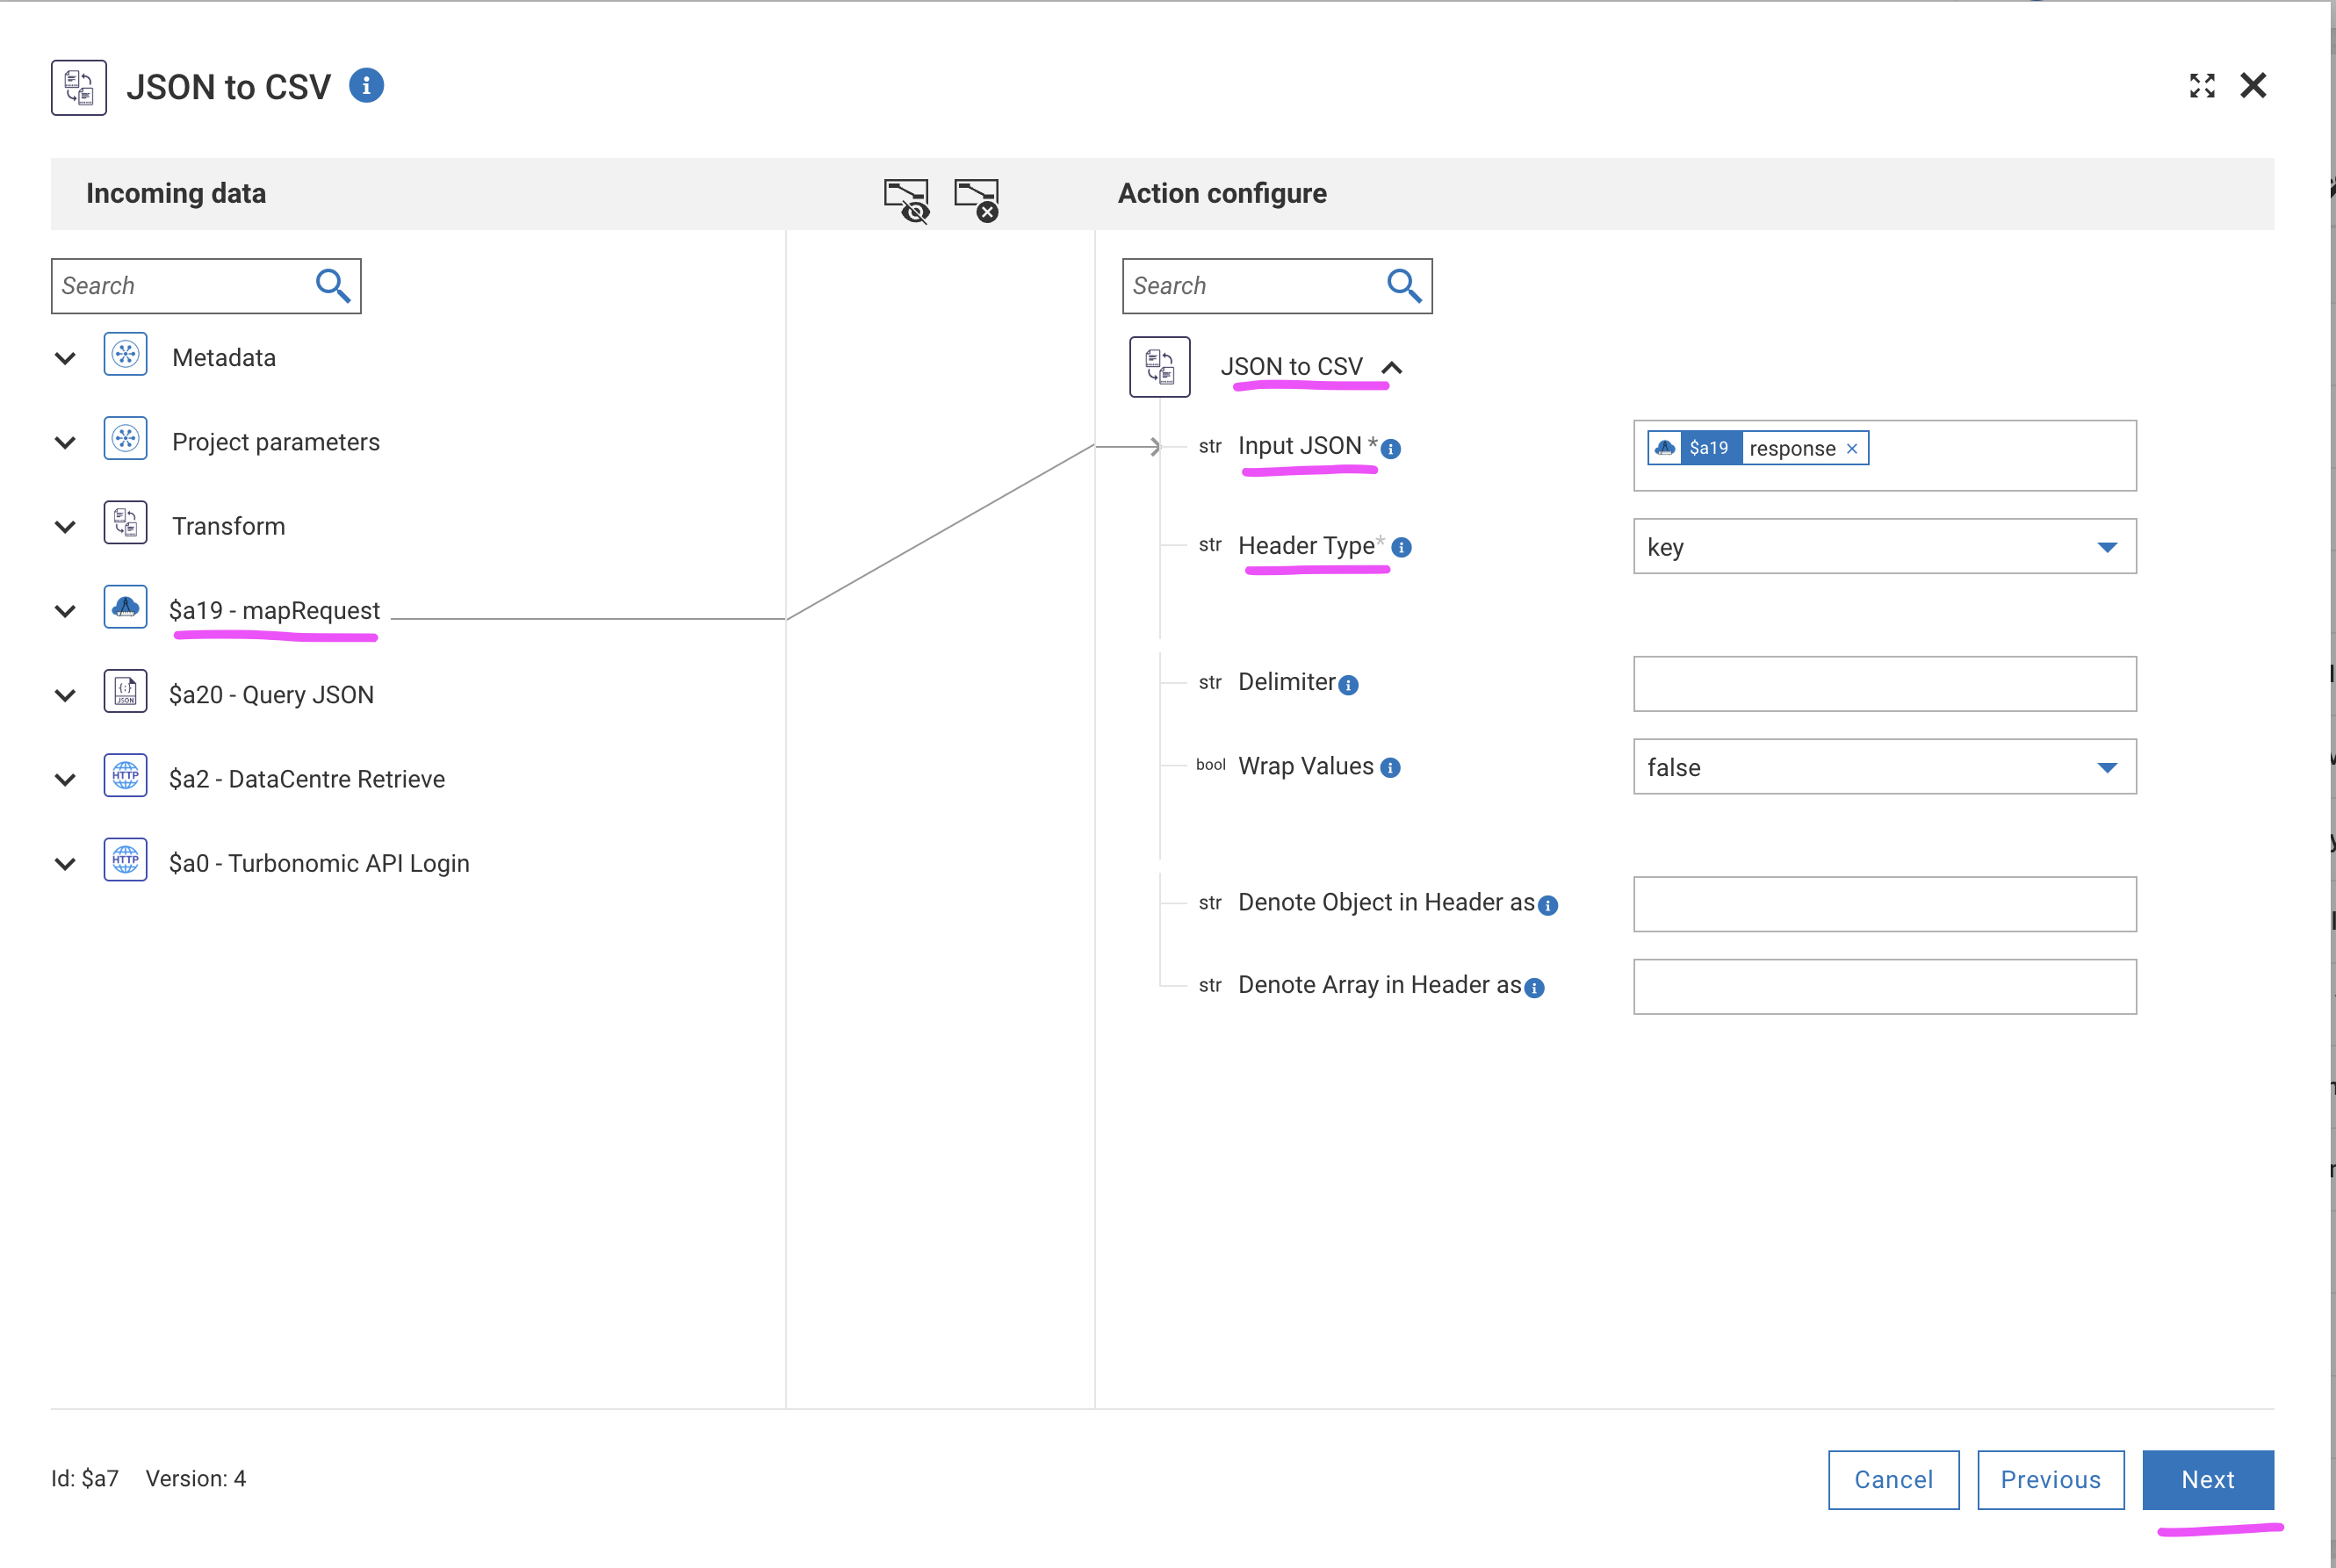 JSON to CSV
Incoming data
Action configure
Search
Metadata
Project parameters
Transform
$a19 - mapRequest
$a20 - Query JSON
$a2 - DataCentre Retrieve
$a0 - Turbonomic API Login
Search
JSON to CSV
str Input JSON * $a19 response ×
str Header Type* key
str Delimiter
bool Wrap Values false
str Denote Object in Header as
str Denote Array in Header as
Id: $a7 Version: 4
Cancel Previous Next